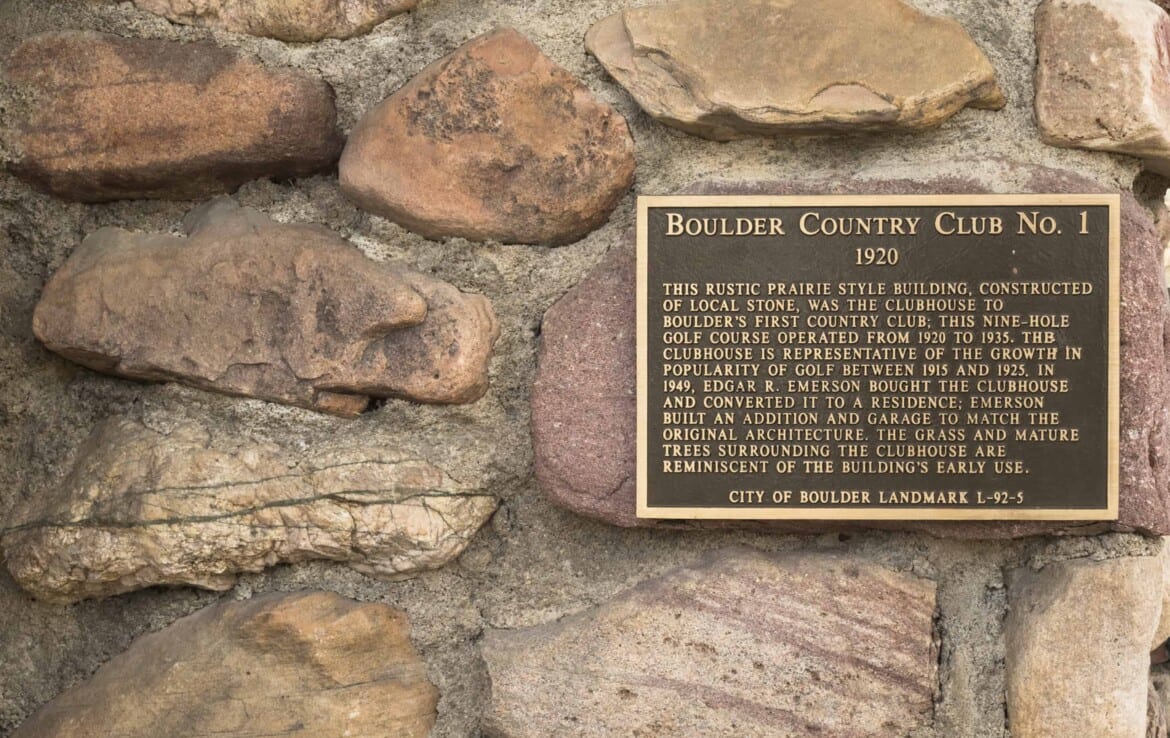 BOULDER COUNTRY CLUB NO. 1
1920
THIS RUSTIC PRAIRIE STYLE BUILDING, CONSTRUCTED
OF LOCAL STONE, WAS THE CLUBHOUSE TO
BOULDER'S FIRST COUNTRY CLUB; THIS NINE-HOLE
GOLF COURSE OPERATED FROM 1920 TO 1935. THE
CLUBHOUSE IS REPRESENTATIVE OF THE GROWTH IN
POPULARITY OF GOLF BETWEEN 1915 AND 1925. IN
1949, EDGAR R. EMERSON BOUGHT THE CLUBHOUSE
AND CONVERTED IT TO A RESIDENCE; EMERSON
BUILT AN ADDITION AND GARAGE TO MATCH THE
ORIGINAL ARCHITECTURE. THE GRASS AND MATURE
TREES SURROUNDING THE CLUBHOUSE ARE
REMINISCENT OF THE BUILDING'S EARLY USE.
CITY OF BOULDER LANDMARK L-92-5